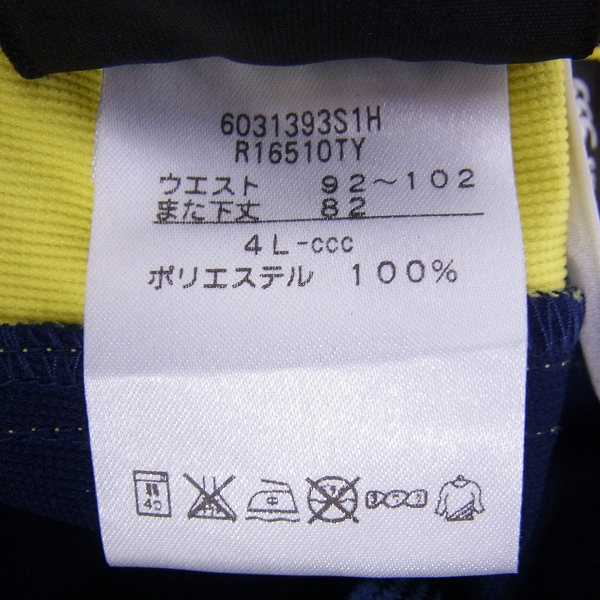 6031393S1H
R16510TY
ウエスト 92～102
また下丈 82
4L-ccc
ポリエステル 100%
40